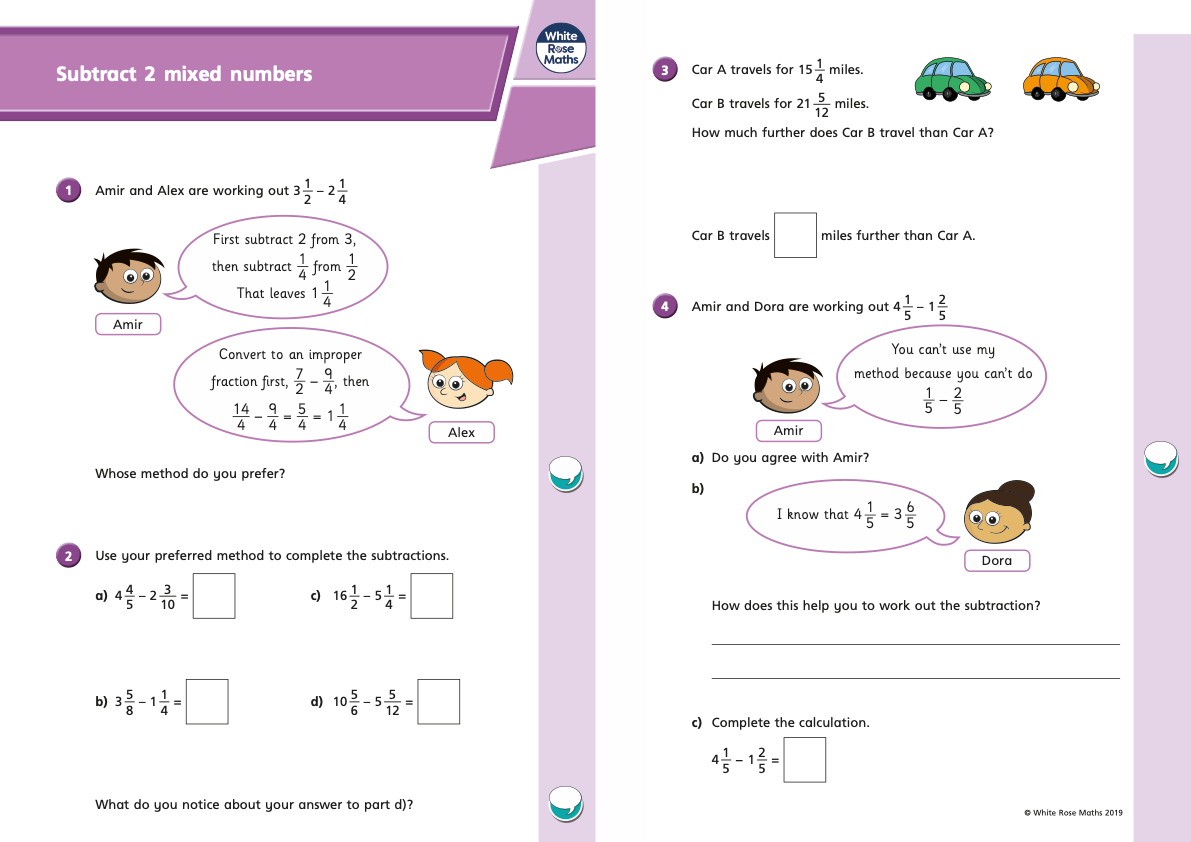 Subtract 2 mixed numbers
White
Rose
Maths
1 Amir and Alex are working out 3 1/2 – 2 1/4
First subtract 2 from 3,
then subtract 1/4 from 1/2
That leaves 1 1/4
Amir
Convert to an improper
fraction first, 7/2 – 9/4, then
14/4 – 9/4 = 5/4 = 1 1/4
Alex
Whose method do you prefer?
2 Use your preferred method to complete the subtractions.
a) 4 4/5 – 2 3/10 =
c) 16 1/2 – 5 1/4 =
b) 3 5/8 – 1 1/4 =
d) 10 5/6 – 5 5/12 =
What do you notice about your answer to part d)?
3 Car A travels for 15 1/4 miles.
Car B travels for 21 5/12 miles.
How much further does Car B travel than Car A?
Car B travels miles further than Car A.
4 Amir and Dora are working out 4 1/5 – 1 2/5
You can't use my
method because you can't do
1/5 – 2/5
Amir
a) Do you agree with Amir?
b)
I know that 4 1/5 = 3 6/5
Dora
How does this help you to work out the subtraction?
c) Complete the calculation.
4 1/5 – 1 2/5 =
© White Rose Maths 2019